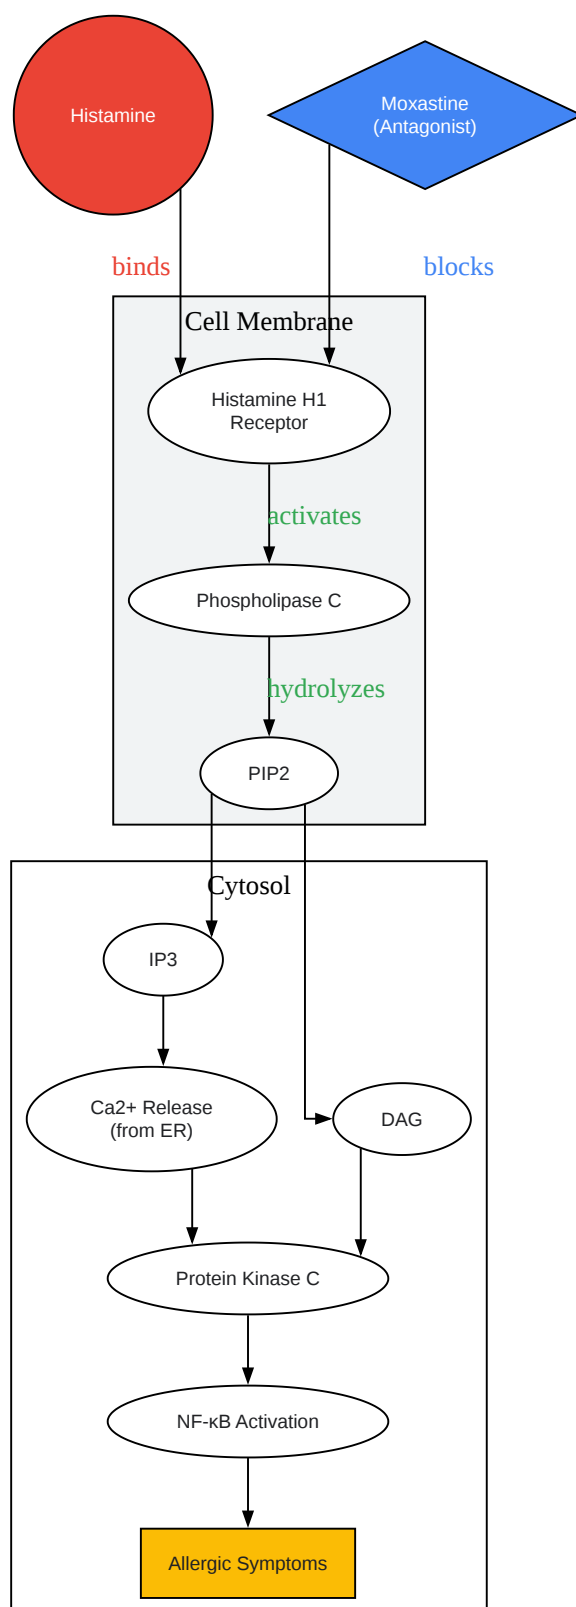 Histamine
Moxastine
(Antagonist)
binds
blocks
Cell Membrane
Histamine H1
Receptor
activates
Phospholipase C
hydrolyzes
PIP2
Cytosol
IP3
Ca2+ Release
(from ER)
DAG
Protein Kinase C
NF-κB Activation
Allergic Symptoms